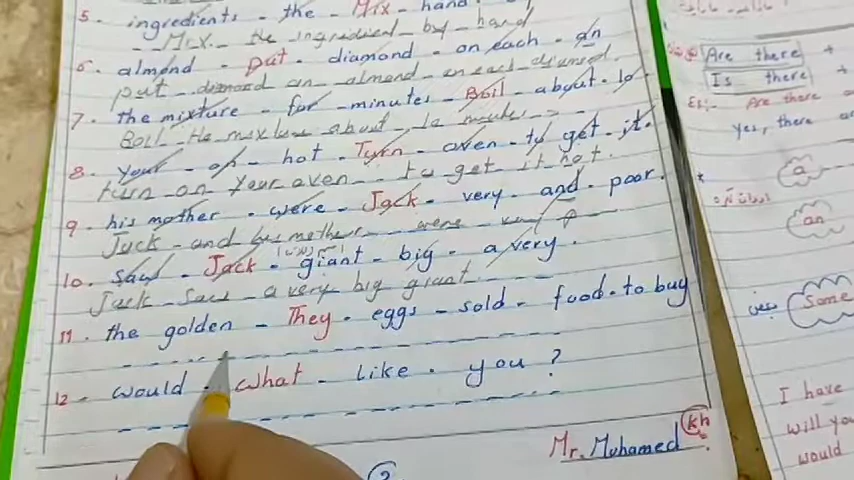 5. ingredients - the - Mix - hand.
Mix - the - ingredients - by - hand
6. almond - put - diamond - on each - an
put - diamond - an - almond - on each - diamond.
7. the mixture - for - minutes - Boil - about. 10
Boil - the mixture - about - 10 - minutes
8. Your - on - hot - Turn - oven - to get - it.
turn - on - your oven - to get - it hot.
9. his mother - were - Jack - very - and - poor.
Jack - and his mother - were - very - p
10. saw - Jack - giant - big - a very.
Jack - saw - a very - big - giant
11. the golden - They - eggs - sold - food. to buy
12. would - what - like. you ?
Mr. Muhamed kh
2
Are there +
Is there +
Are there
Yes, there
a
an
Some
I have
Will yo
Would